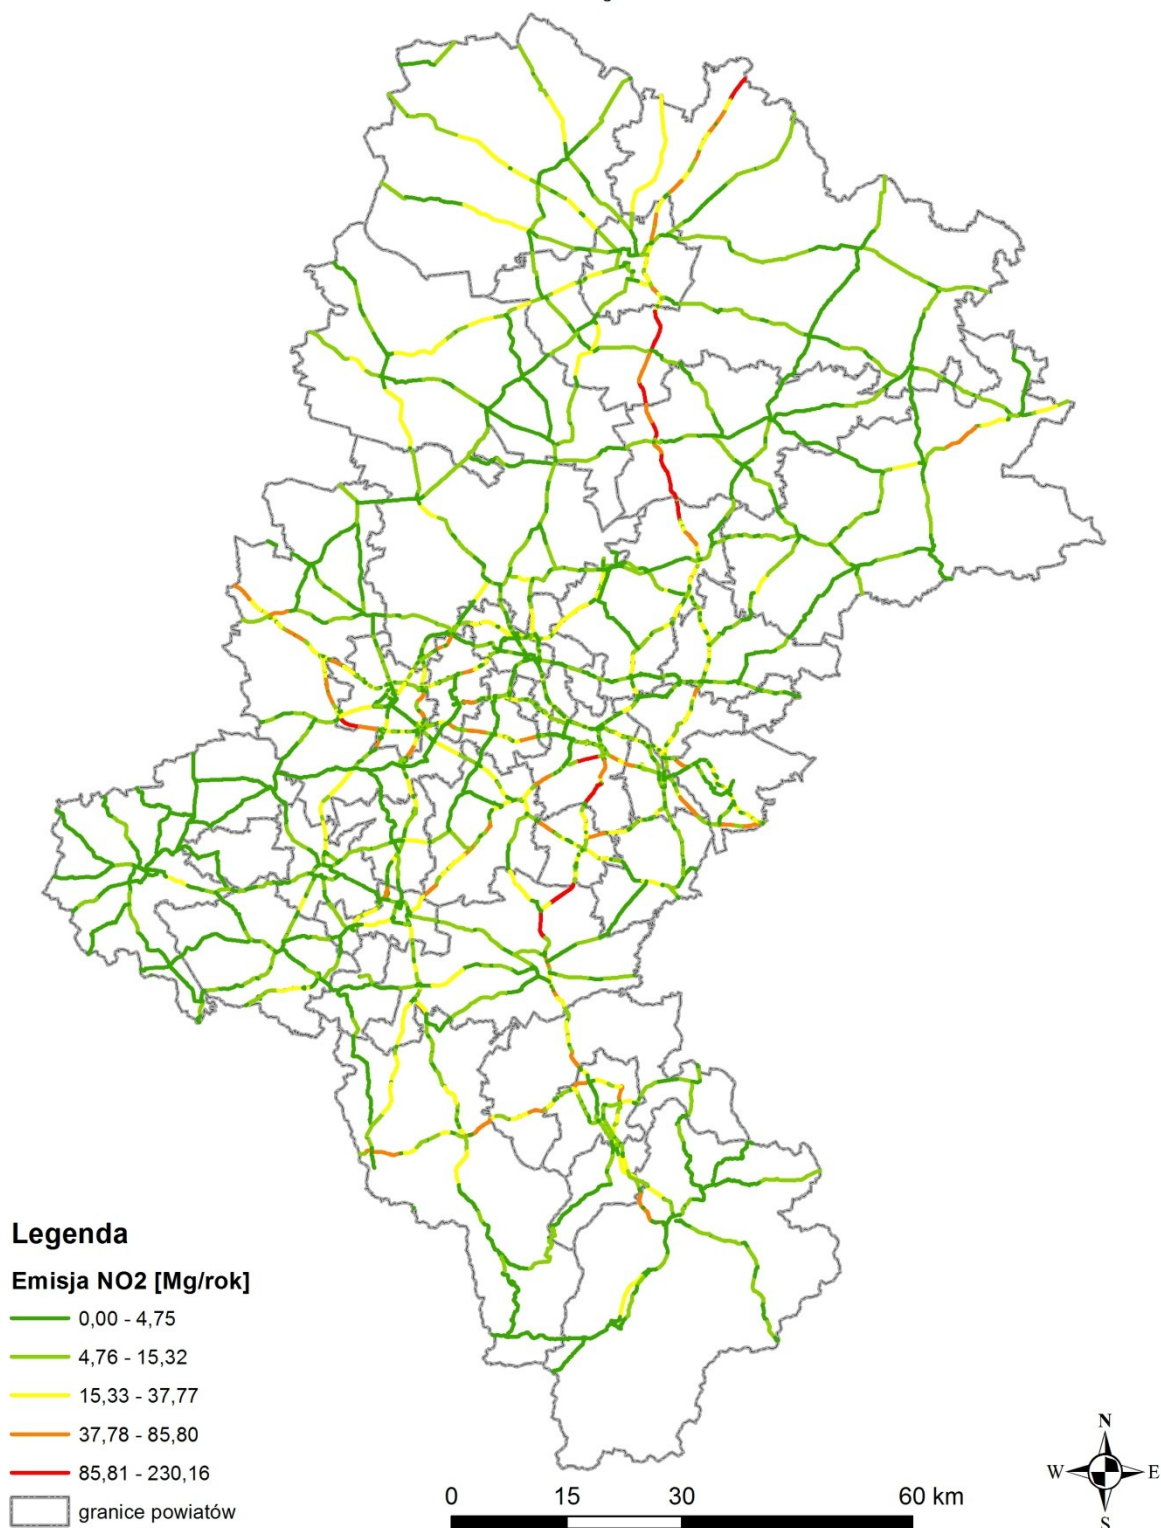 Legenda
Emisja NO2 [Mg/rok]
0,00 - 4,75
4,76 - 15,32
15,33 - 37,77
37,78 - 85,80
85,81 - 230,16
granice powiatów
0 15 30 60 km
N
W E
S